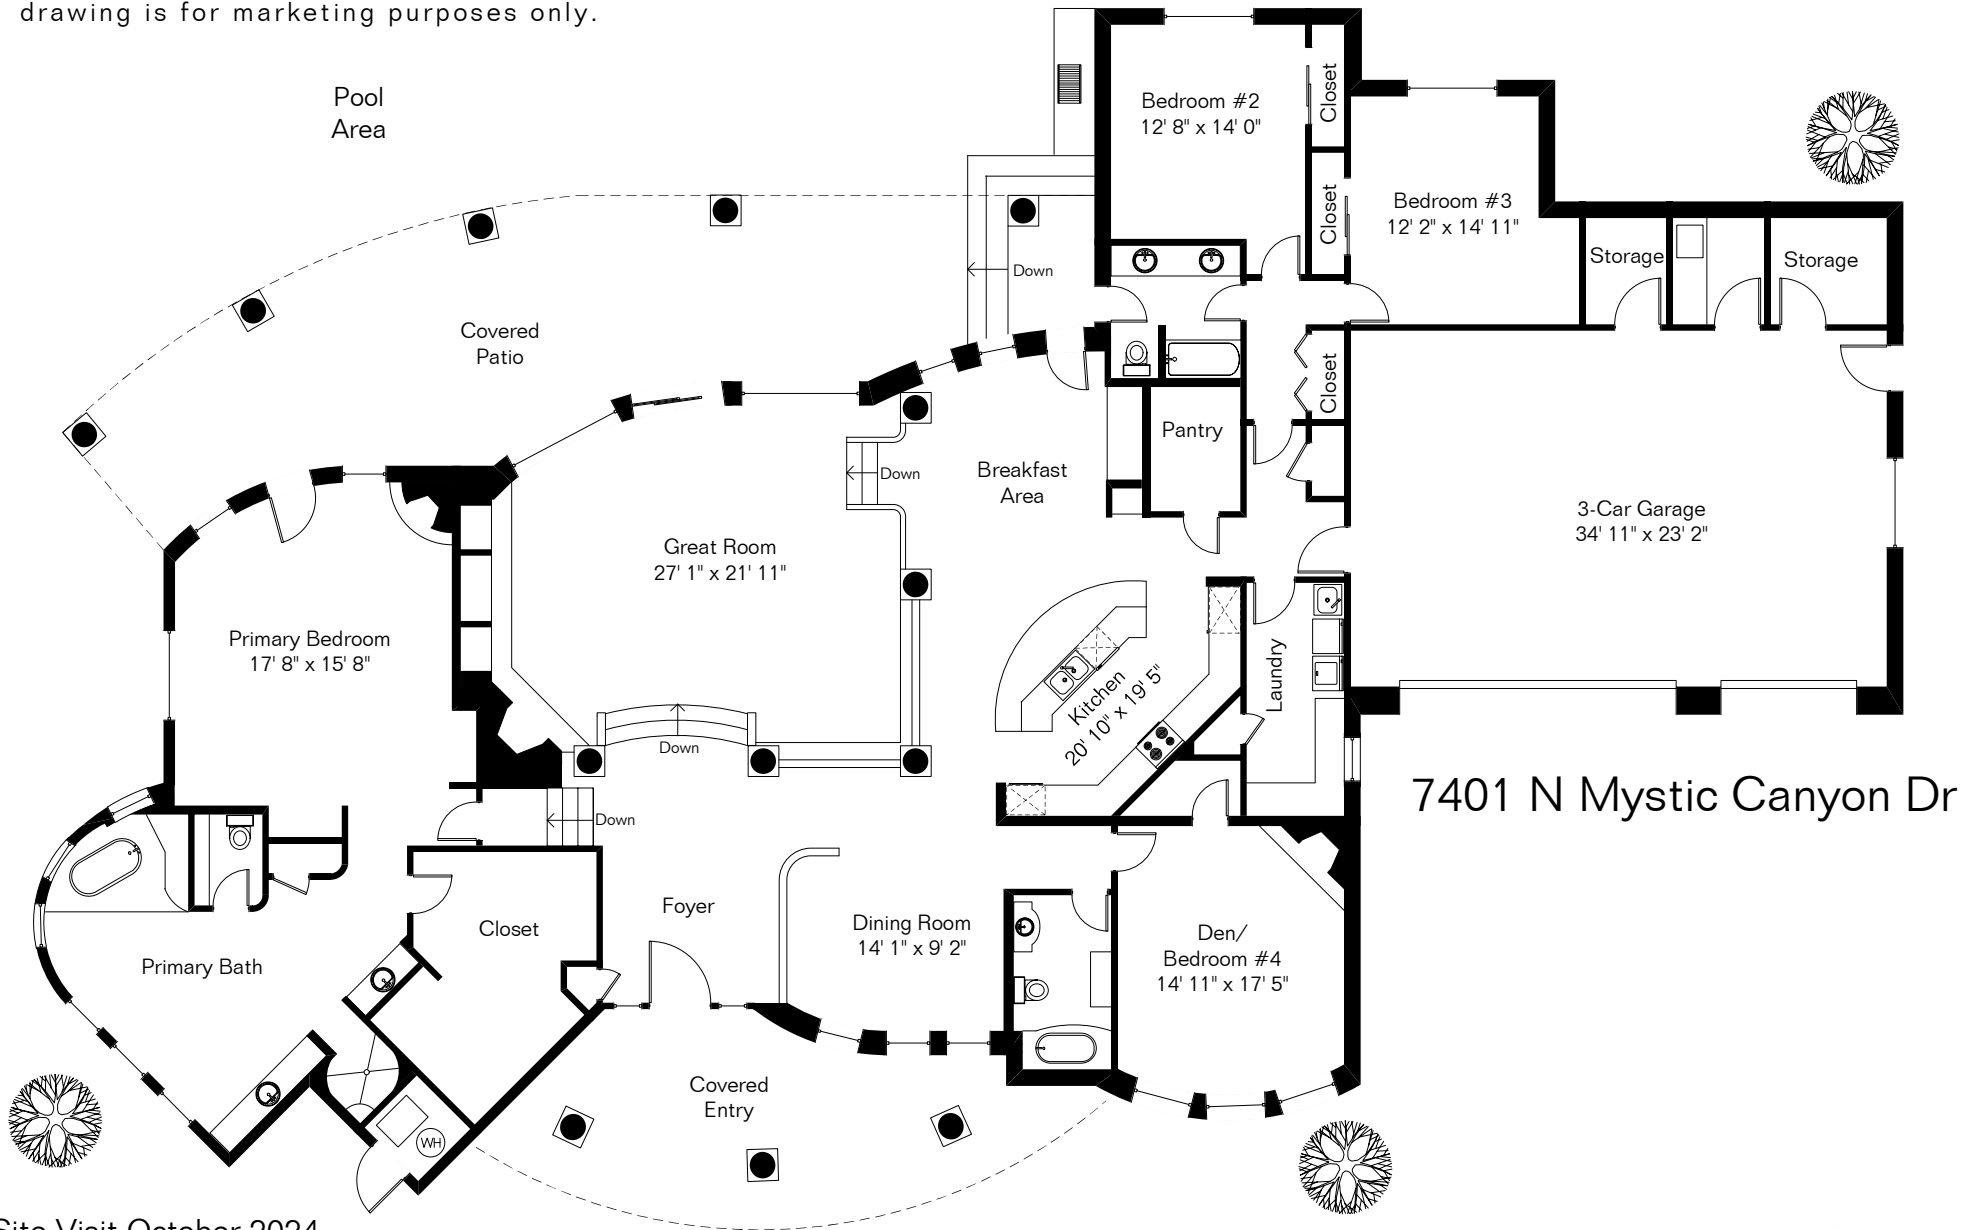 drawing is for marketing purposes only.
Pool
Area
Bedroom #2
12' 8" x 14' 0"
Closet
Closet
Bedroom #3
12' 2" x 14' 11"
Storage
Storage
Down
Covered
Patio
Closet
Pantry
Breakfast
Area
Down
3-Car Garage
34' 11" x 23' 2"
Great Room
27' 1" x 21' 11"
Primary Bedroom
17' 8" x 15' 8"
Laundry
Kitchen
20' 10" x 19' 5"
Down
7401 N Mystic Canyon Dr
Down
Foyer
Closet
Dining Room
14' 1" x 9' 2"
Den/
Bedroom #4
14' 11" x 17' 5"
Primary Bath
Covered
Entry
WH
Site Visit October 2024